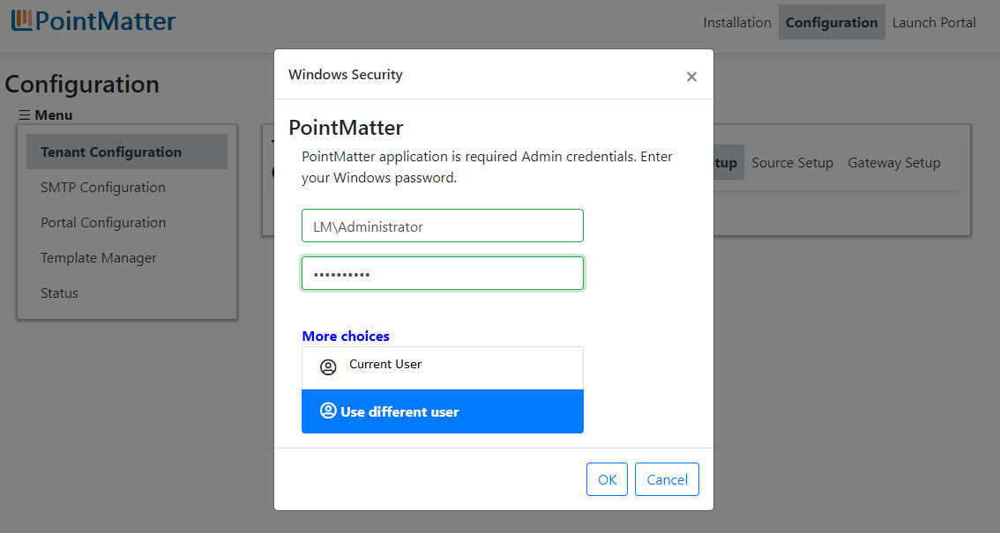 PointMatter
Installation Configuration Launch Portal
Configuration
☰ Menu
Tenant Configuration
SMTP Configuration
Portal Configuration
Template Manager
Status
Source Setup Gateway Setup
Windows Security ×
PointMatter
PointMatter application is required Admin credentials. Enter
your Windows password.
LM\Administrator
••••••••••
More choices
Current User
Use different user
OK Cancel